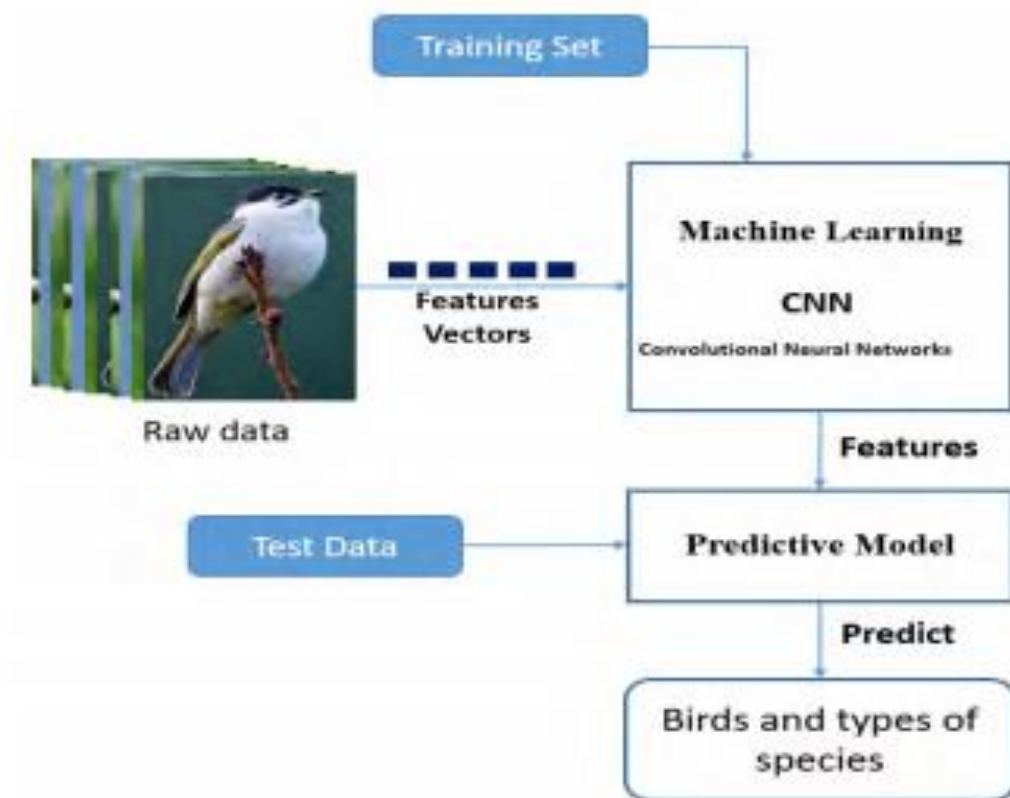 Training Set
Machine Learning
CNN
Convolutional Neural Networks
Features
Vectors
Raw data
Features
Test Data
Predictive Model
Predict
Birds and types of
species